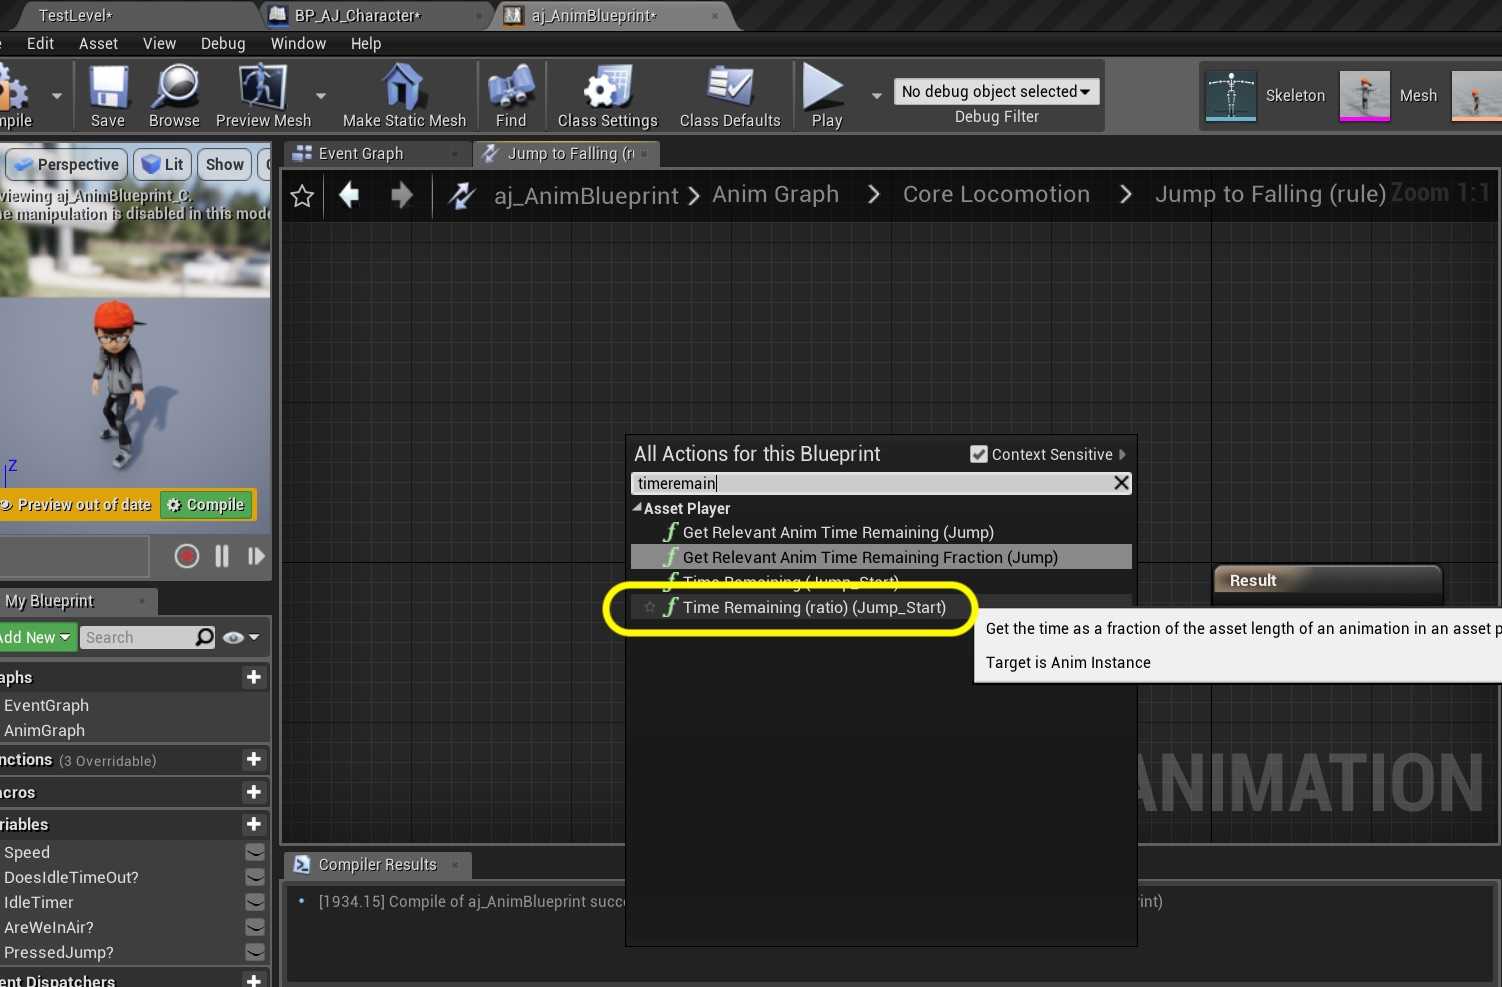 TestLevel*
BP_AJ_Character*
aj_AnimBlueprint*
Edit
Asset
View
Debug
Window
Help
mpile
Save
Browse
Preview Mesh
Make Static Mesh
Find
Class Settings
Class Defaults
Play
No debug object selected
Debug Filter
Skeleton
Mesh
Perspective
Lit
Show
Event Graph
Jump to Falling (r
viewing aj_AnimBlueprint_C.
e manipulation is disabled in this mode
aj_AnimBlueprint
Anim Graph
Core Locomotion
Jump to Falling (rule)
Zoom 1:1
Z
Preview out of date
Compile
All Actions for this Blueprint
Context Sensitive
timeremain
Asset Player
Get Relevant Anim Time Remaining (Jump)
Get Relevant Anim Time Remaining Fraction (Jump)
Time Remaining (Jump_Start)
Time Remaining (ratio) (Jump_Start)
Result
Get the time as a fraction of the asset length of an animation in an asset p
Target is Anim Instance
ANIMATION
My Blueprint
Add New
Search
aphs
EventGraph
AnimGraph
nctions (3 Overridable)
acros
riables
Speed
DoesIdleTimeOut?
IdleTimer
AreWeInAir?
PressedJump?
ent Dispatchers
Compiler Results
[1934.15] Compile of aj_AnimBlueprint succ
rint)